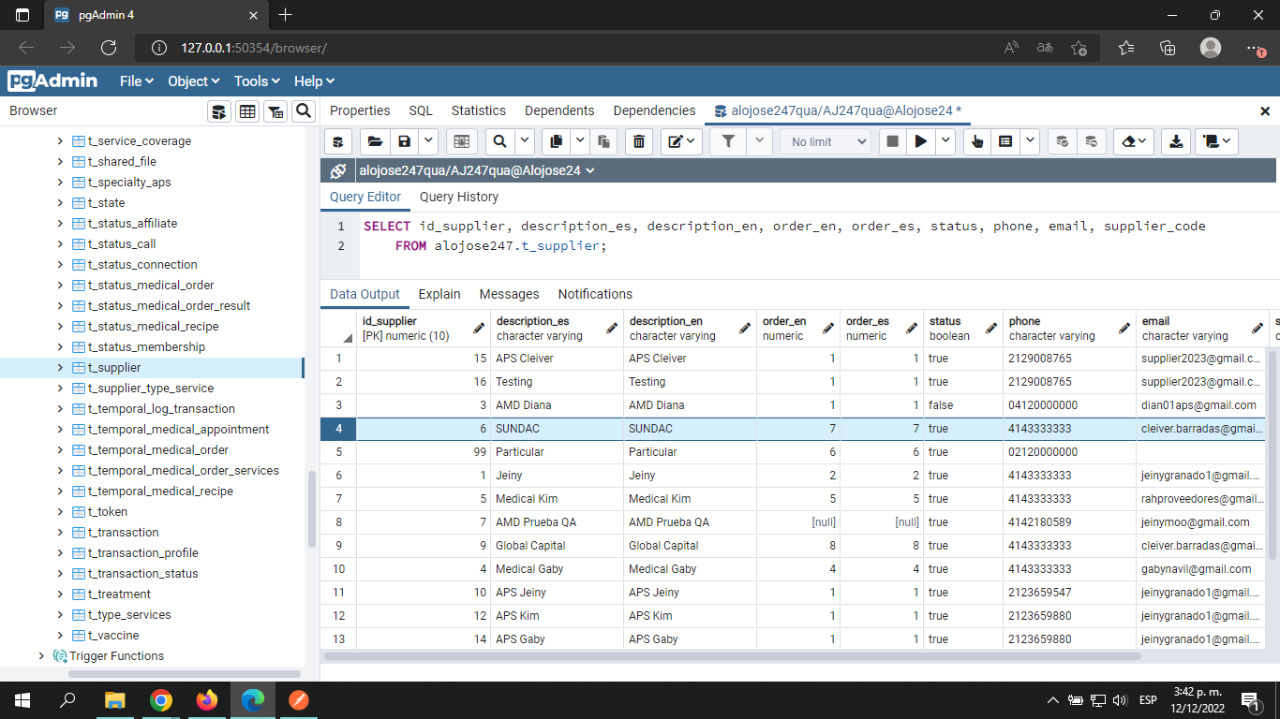 pgAdmin 4
127.0.0.1:50354/browser/
pgAdmin File Object Tools Help
Browser
Properties SQL Statistics Dependents Dependencies alojose247qua/AJ247qua@Alojose24 *
No limit
alojose247qua/AJ247qua@Alojose24
Query Editor Query History
1 SELECT id_supplier, description_es, description_en, order_en, order_es, status, phone, email, supplier_code
2 FROM alojose247.t_supplier;
t_service_coverage
t_shared_file
t_specialty_aps
t_state
t_status_affiliate
t_status_call
t_status_connection
t_status_medical_order
t_status_medical_order_result
t_status_medical_recipe
t_status_membership
t_supplier
t_supplier_type_service
t_temporal_log_transaction
t_temporal_medical_appointment
t_temporal_medical_order
t_temporal_medical_order_services
t_temporal_medical_recipe
t_token
t_transaction
t_transaction_profile
t_transaction_status
t_treatment
t_type_services
t_vaccine
Trigger Functions
Data Output Explain Messages Notifications
id_supplier description_es description_en order_en order_es status phone email s
[PK] numeric (10) character varying character varying numeric numeric boolean character varying character varying c
1 15 APS Cleiver APS Cleiver 1 1 true 2129008765 supplier2023@gmail.c...
2 16 Testing Testing 1 1 true 2129008765 supplier2023@gmail.c...
3 3 AMD Diana AMD Diana 1 1 false 04120000000 dian01aps@gmail.com
4 6 SUNDAC SUNDAC 7 7 true 4143333333 cleiver.barradas@gmai...
5 99 Particular Particular 6 6 true 02120000000
6 1 Jeiny Jeiny 2 2 true 4143333333 jeinygranado1@gmail....
7 5 Medical Kim Medical Kim 5 5 true 4143333333 rahproveedores@gmail...
8 7 AMD Prueba QA AMD Prueba QA [null] [null] true 4142180589 jeinymoo@gmail.com
9 9 Global Capital Global Capital 8 8 true 4143333333 cleiver.barradas@gmai...
10 4 Medical Gaby Medical Gaby 4 4 true 4143333333 gabynavil@gmail.com
11 10 APS Jeiny APS Jeiny 1 1 true 2123659547 jeinygranado1@gmail....
12 12 APS Kim APS Kim 1 1 true 2123659880 jeinygranado1@gmail....
13 14 APS Gaby APS Gaby 1 1 true 2123659880 jeinygranado1@gmail....
ESP
3:42 p. m.
12/12/2022
1